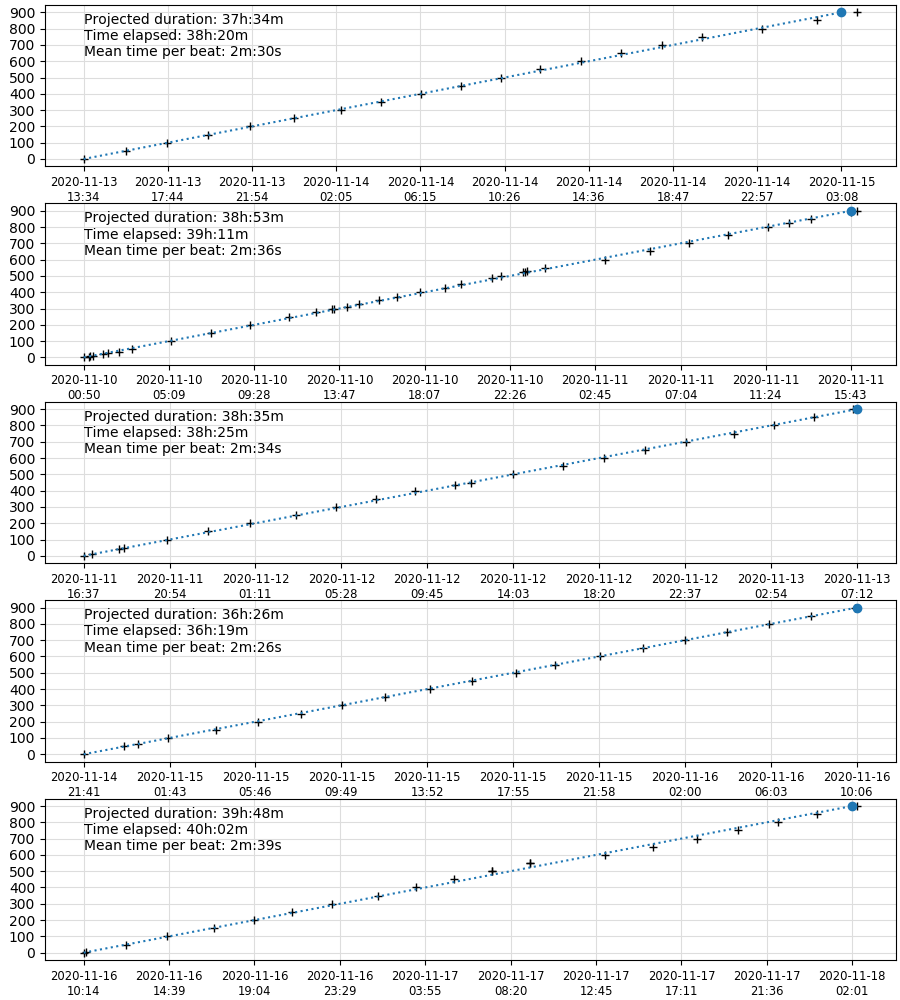 900
800
700
600
500
400
300
200
100
0
Projected duration: 37h:34m
Time elapsed: 38h:20m
Mean time per beat: 2m:30s
2020-11-13 2020-11-13 2020-11-13 2020-11-14 2020-11-14 2020-11-14 2020-11-14 2020-11-14 2020-11-14 2020-11-15
13:34 17:44 21:54 02:05 06:15 10:26 14:36 18:47 22:57 03:08
900
800
700
600
500
400
300
200
100
0
Projected duration: 38h:53m
Time elapsed: 39h:11m
Mean time per beat: 2m:36s
2020-11-10 2020-11-10 2020-11-10 2020-11-10 2020-11-10 2020-11-10 2020-11-11 2020-11-11 2020-11-11 2020-11-11
00:50 05:09 09:28 13:47 18:07 22:26 02:45 07:04 11:24 15:43
900
800
700
600
500
400
300
200
100
0
Projected duration: 38h:35m
Time elapsed: 38h:25m
Mean time per beat: 2m:34s
2020-11-11 2020-11-11 2020-11-12 2020-11-12 2020-11-12 2020-11-12 2020-11-12 2020-11-12 2020-11-13 2020-11-13
16:37 20:54 01:11 05:28 09:45 14:03 18:20 22:37 02:54 07:12
900
800
700
600
500
400
300
200
100
0
Projected duration: 36h:26m
Time elapsed: 36h:19m
Mean time per beat: 2m:26s
2020-11-14 2020-11-15 2020-11-15 2020-11-15 2020-11-15 2020-11-15 2020-11-15 2020-11-16 2020-11-16 2020-11-16
21:41 01:43 05:46 09:49 13:52 17:55 21:58 02:00 06:03 10:06
900
800
700
600
500
400
300
200
100
0
Projected duration: 39h:48m
Time elapsed: 40h:02m
Mean time per beat: 2m:39s
2020-11-16 2020-11-16 2020-11-16 2020-11-16 2020-11-17 2020-11-17 2020-11-17 2020-11-17 2020-11-17 2020-11-18
10:14 14:39 19:04 23:29 03:55 08:20 12:45 17:11 21:36 02:01